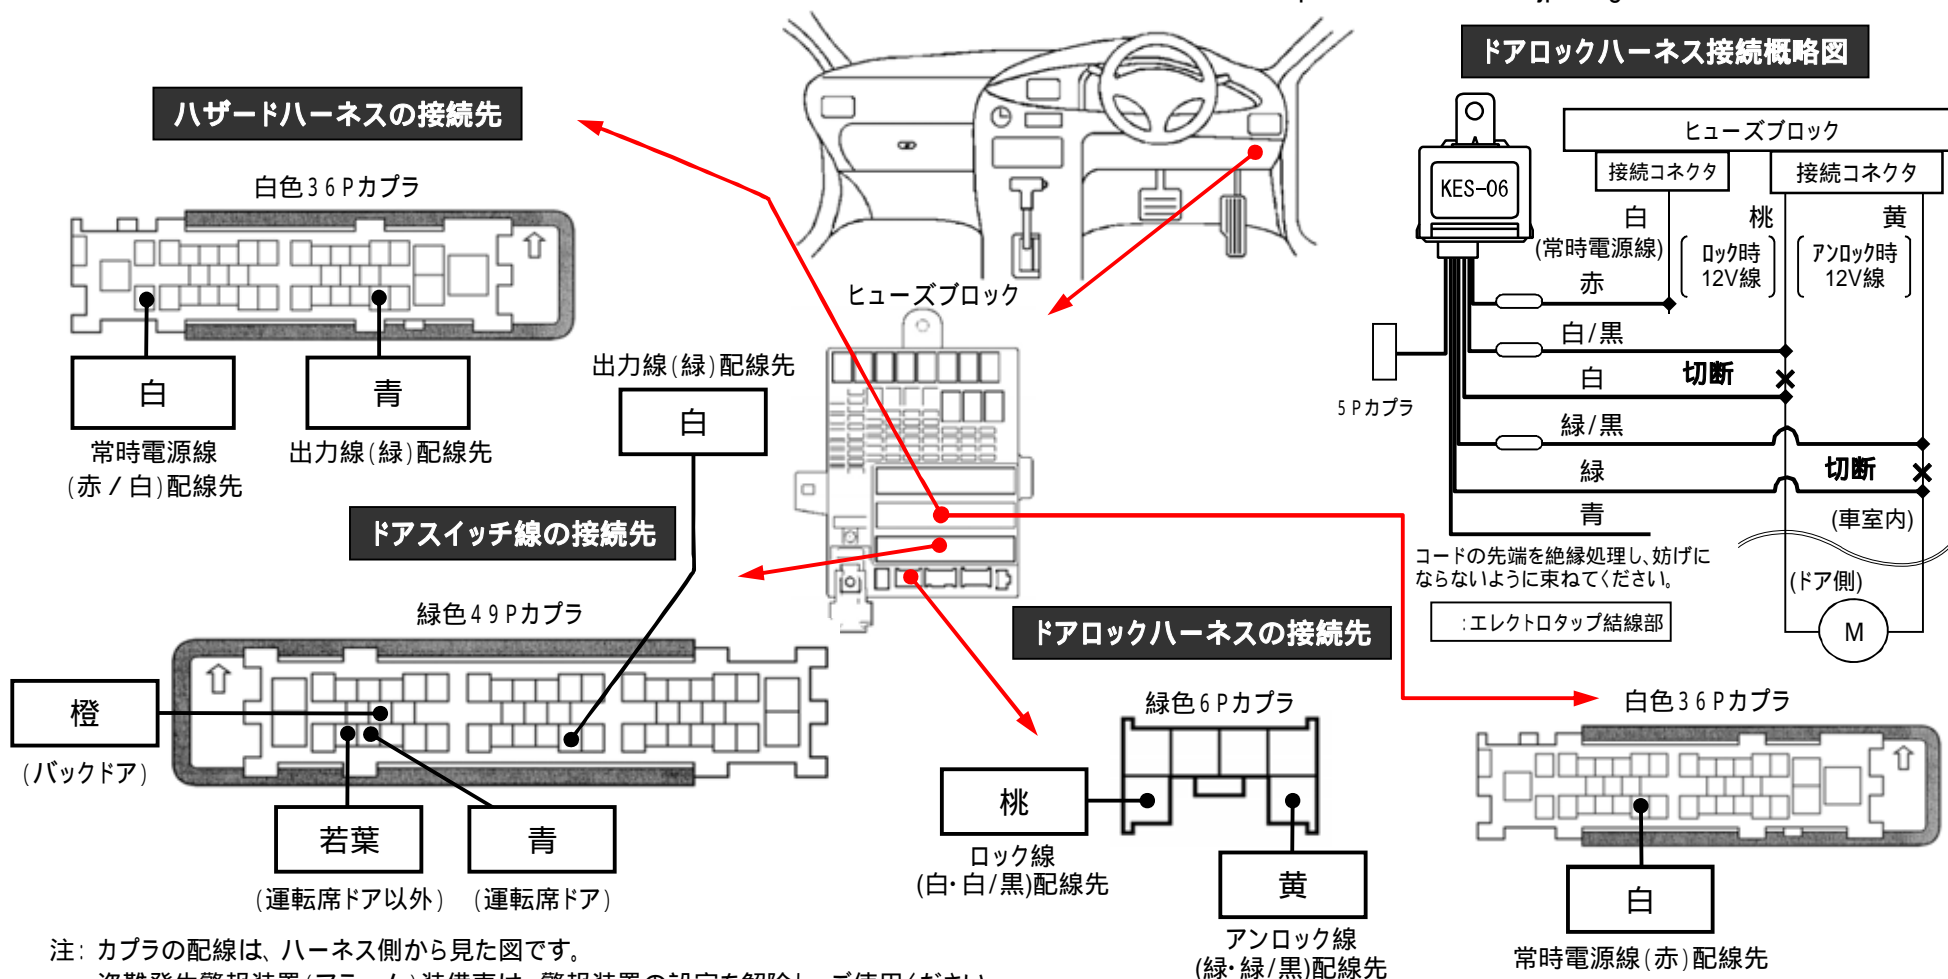 ドアロックハーネス接続概略図
ハザードハーネスの接続先
白色36Pカプラ
白
常時電源線
(赤/白)配線先
青
出力線(緑)配線先
ヒューズブロック
出力線(緑)配線先
白
ドアスイッチ線の接続先
緑色49Pカプラ
橙
(バックドア)
若葉
(運転席ドア以外)
青
(運転席ドア)
ヒューズブロック
接続コネクタ
接続コネクタ
KES-06
白
(常時電源線)
桃
ロック時
12V線
黄
アンロック時
12V線
赤
白/黒
白
切断
緑/黒
緑
切断
青
5Pカプラ
(車室内)
(ドア側)
M
コードの先端を絶縁処理し、妨げに
ならないように束ねてください。
:エレクトロタップ結線部
ドアロックハーネスの接続先
緑色6Pカプラ
桃
ロック線
(白・白/黒)配線先
黄
アンロック線
(緑・緑/黒)配線先
白色36Pカプラ
白
常時電源線(赤)配線先
注: カプラの配線は、ハーネス側から見た図です。